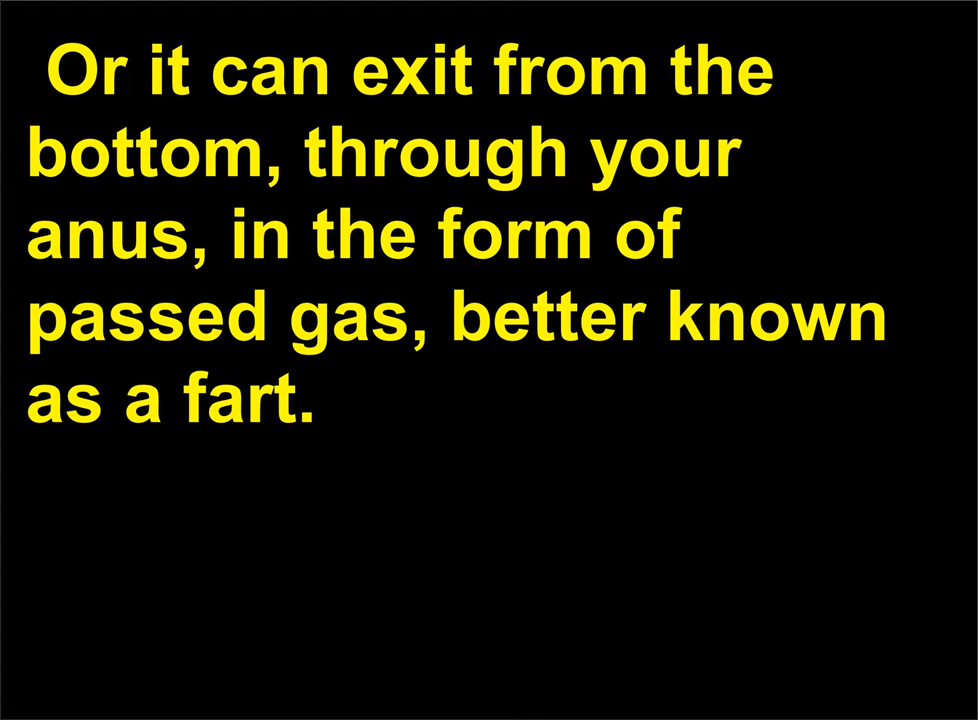 Or it can exit from the
bottom, through your
anus, in the form of
passed gas, better known
as a fart.